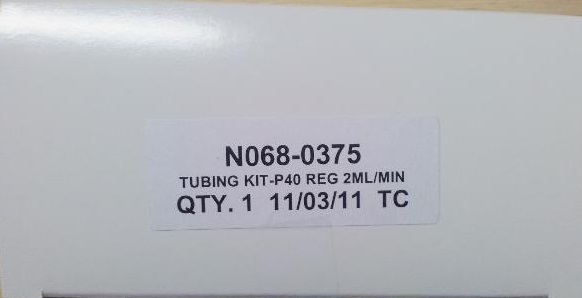 N068-0375
TUBING KIT-P40 REG 2ML/MIN
QTY. 1 11/03/11 TC